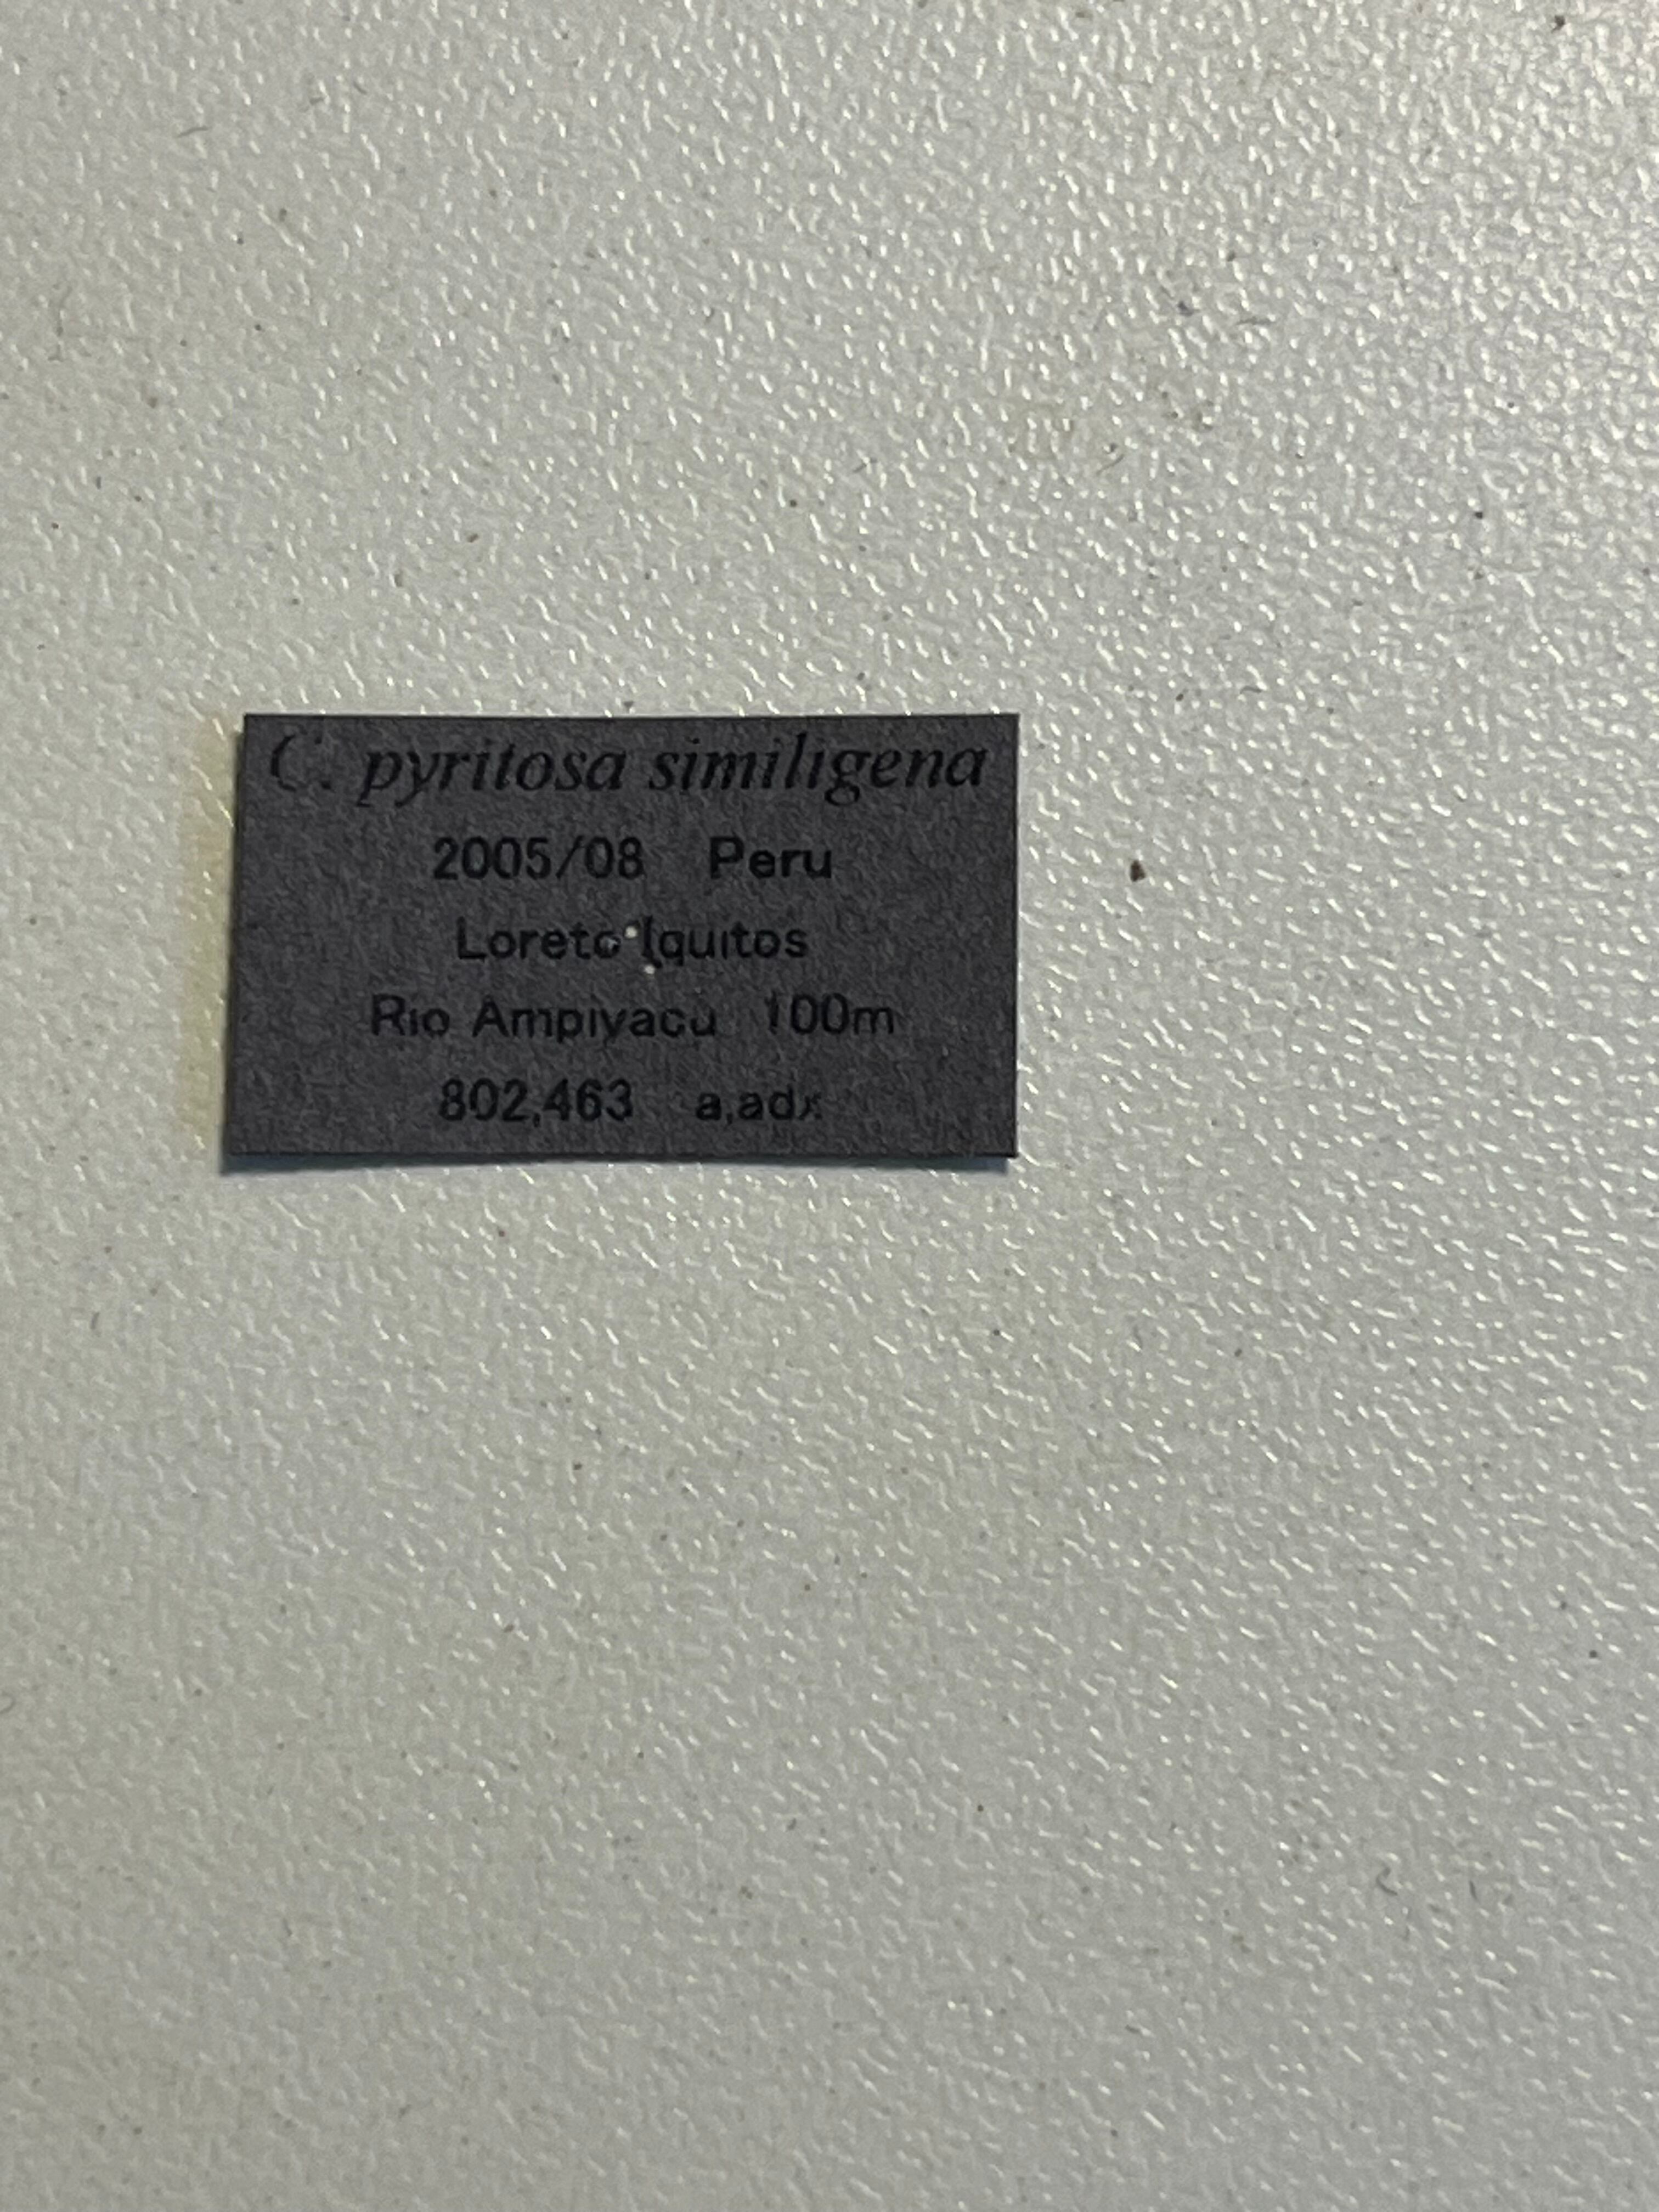 C. pyritosa similigena
2005/08 Peru
Loreto Iquitos
Rio Ampiyacu 100m
802,463 a,adx